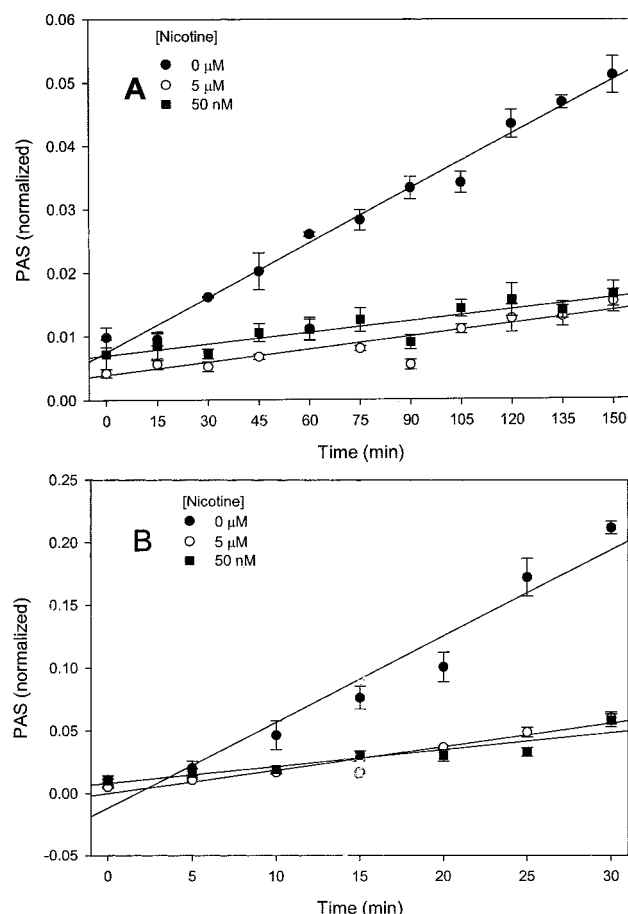 0.06
[Nicotine]
0 µM
A
5 µM
50 nM
0.05
0.04
0.03
0.02
0.01
0.00
PAS (normalized)
0 15 30 45 60 75 90 105 120 135 150
Time (min)
0.25
[Nicotine]
0 µM
B
5 µM
50 nM
0.20
0.15
0.10
0.05
0.00
-0.05
PAS (normalized)
0 5 10 15 20 25 30
Time (min)